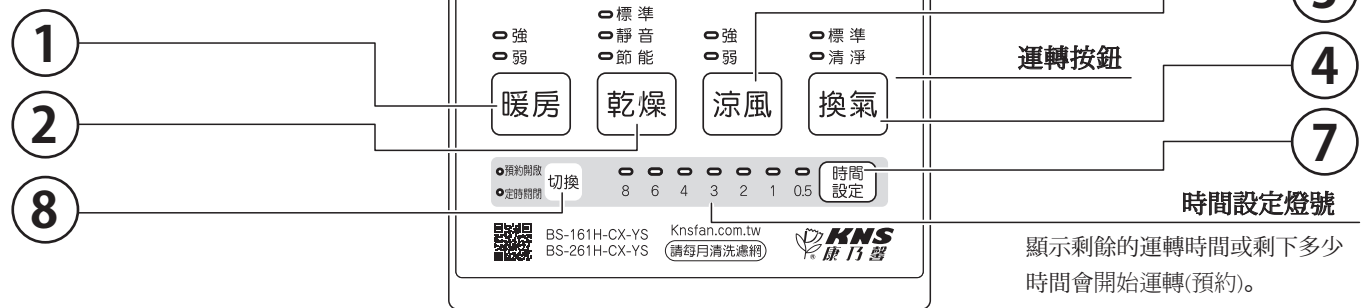 標準
強 靜音 強 標準
弱 節能 弱 清淨
運轉按鈕
1
4
暖房 乾燥 涼風 換氣
2
7
預約開啟
定時關閉
切換
8 6 4 3 2 1 0.5
時間
設定
8
時間設定燈號
BS-161H-CX-YS
BS-261H-CX-YS
Knsfan.com.tw
請每月清洗濾網
KNS
康乃馨
顯示剩餘的運轉時間或剩下多少
時間會開始運轉(預約)。